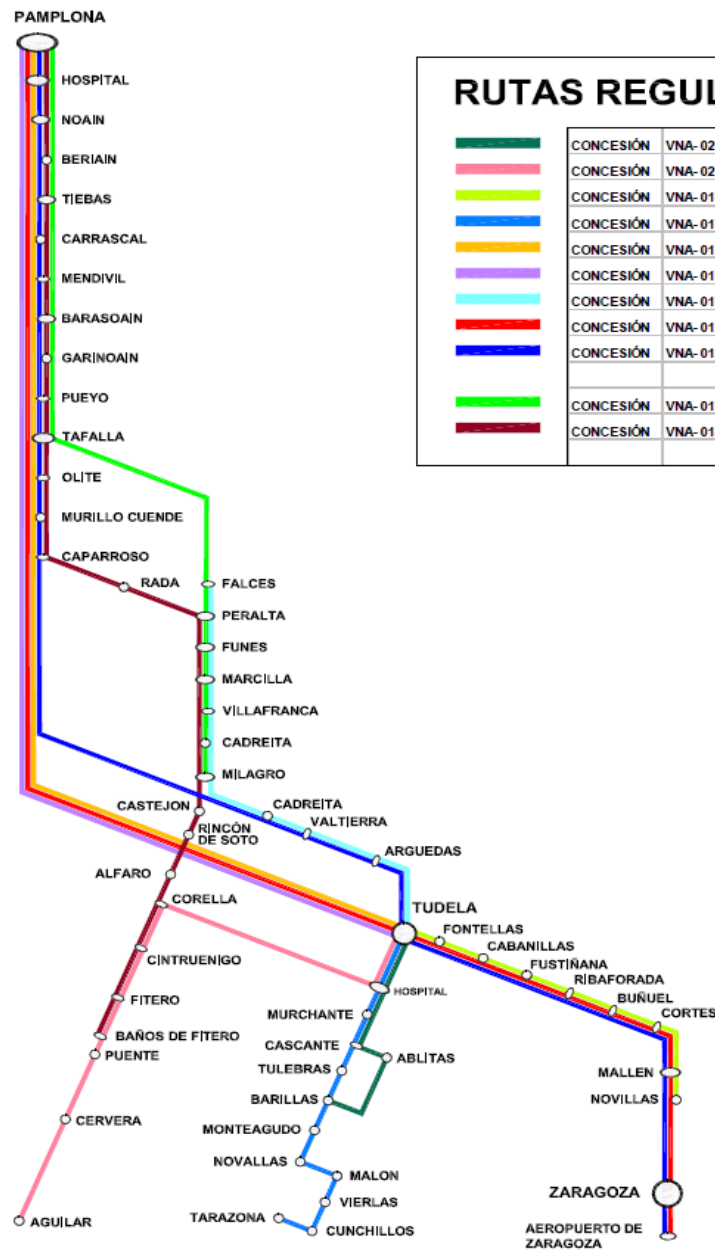 PAMPLONA
HOSPITAL
NOAIN
BERIAIN
TIEBAS
CARRASCAL
MENDIVIL
BARASOAIN
GARINOAIN
PUEYO
TAFALLA
OLITE
MURILLO CUENDE
CAPARROSO
RADA
FALCES
PERALTA
FUNES
MARCILLA
VILLAFRANCA
CADREITA
MILAGRO
CASTEJON
RINCÓN
DE SOTO
ALFARO
CORELLA
CINTRUENIGO
FITERO
BAÑOS DE FITERO
PUENTE
CERVERA
AGUILAR
CADREITA
VALTIERRA
ARGUEDAS
TUDELA
HOSPITAL
MURCHANTE
CASCANTE
ABLITAS
TULEBRAS
BARILLAS
MONTEAGUDO
NOVALLAS
MALON
VIERLAS
TARAZONA
CUNCHILLOS
FONTELLAS
CABANILLAS
FUSTIÑANA
RIBAFORADA
BUÑUEL
CORTES
MALLEN
NOVILLAS
ZARAGOZA
AEROPUERTO DE
ZARAGOZA
RUTAS REGUL
CONCESIÓN VNA- 02
CONCESIÓN VNA- 02
CONCESIÓN VNA- 01
CONCESIÓN VNA- 01
CONCESIÓN VNA- 01
CONCESIÓN VNA- 01
CONCESIÓN VNA- 01
CONCESIÓN VNA- 01
CONCESIÓN VNA- 01
CONCESIÓN VNA- 01
CONCESIÓN VNA- 01